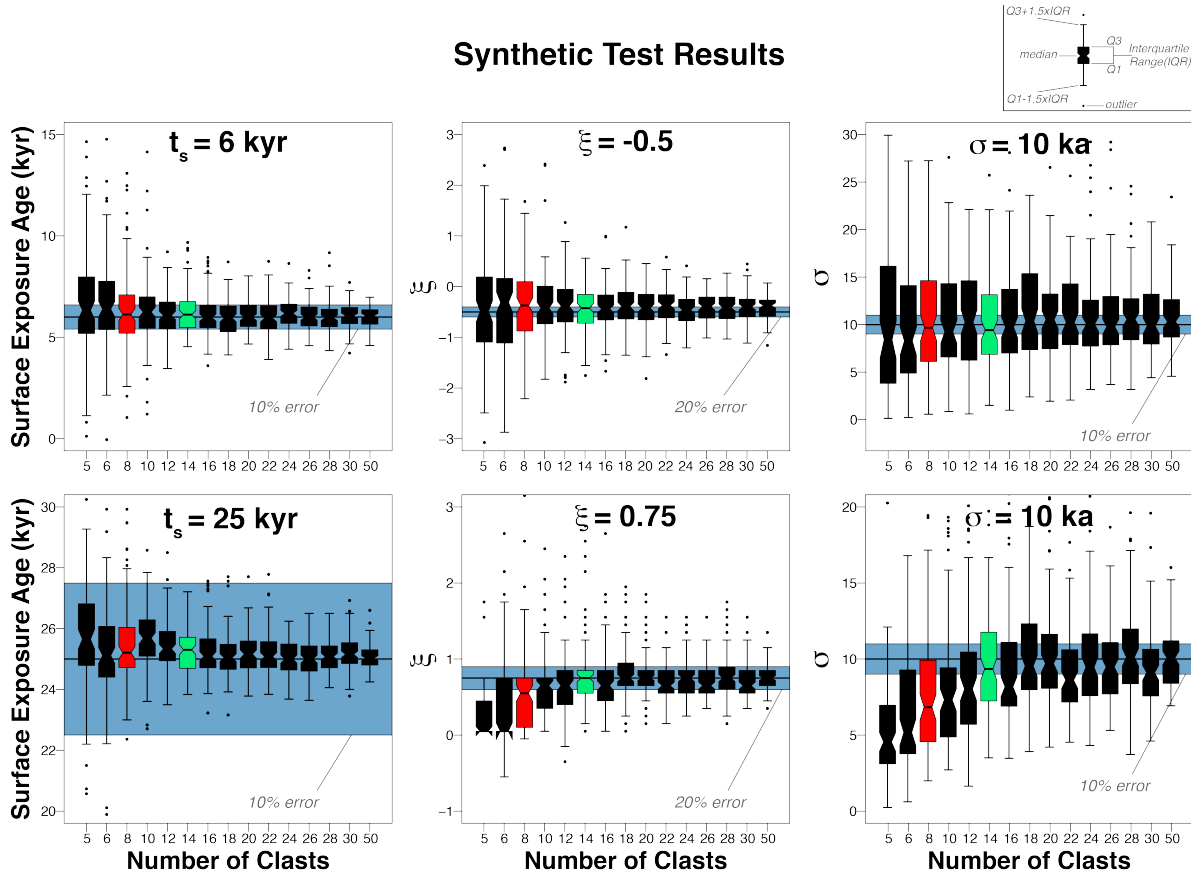 Synthetic Test Results
Q3+1.5xIQR
Q3
median
Interquartile
Range(IQR)
Q1
Q1-1.5xIQR
outlier
Surface Exposure Age (kyr)
15
10
5
0
ts = 6 kyr
10% error
5 6 8 10 12 14 16 18 20 22 24 26 28 30 50
ξ
3
2
1
0
−1
−2
−3
ξ = -0.5
20% error
5 6 8 10 12 14 16 18 20 22 24 26 28 30 50
σ
30
25
20
15
10
5
0
σ = 10 ka
10% error
5 6 8 10 12 14 16 18 20 22 24 26 28 30 50
Surface Exposure Age (kyr)
30
28
26
24
22
20
ts = 25 kyr
10% error
5 6 8 10 12 14 16 18 20 22 24 26 28 30 50
Number of Clasts
ξ
3
2
1
0
−1
ξ = 0.75
20% error
5 6 8 10 12 14 16 18 20 22 24 26 28 30 50
Number of Clasts
σ
20
15
10
5
0
σ = 10 ka
10% error
5 6 8 10 12 14 16 18 20 22 24 26 28 30 50
Number of Clasts